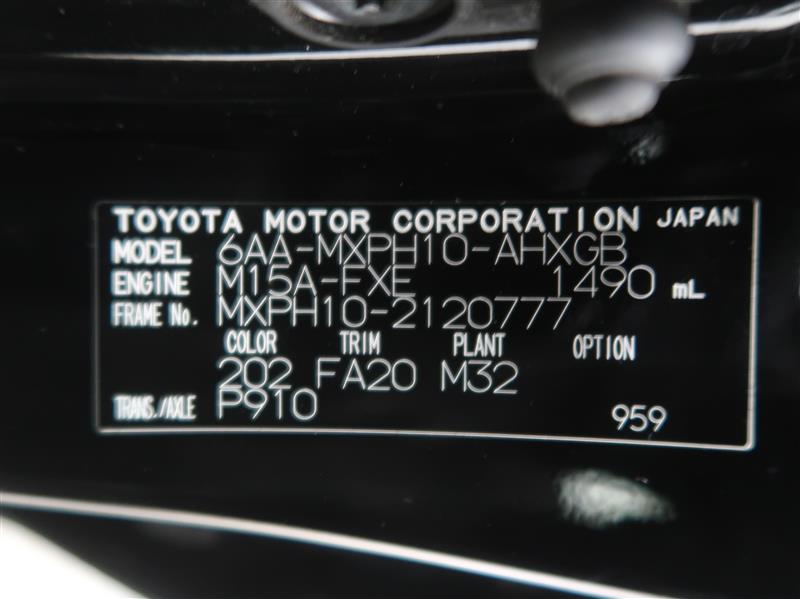 TOYOTA MOTOR CORPORATION JAPAN
MODEL 6AA-MXPH10-AHXGB
ENGINE M15A-FXE 1490 mL
FRAME No. MXPH10-2120777
COLOR TRIM PLANT OPTION
202 FA20 M32
TRANS./AXLE P910 959